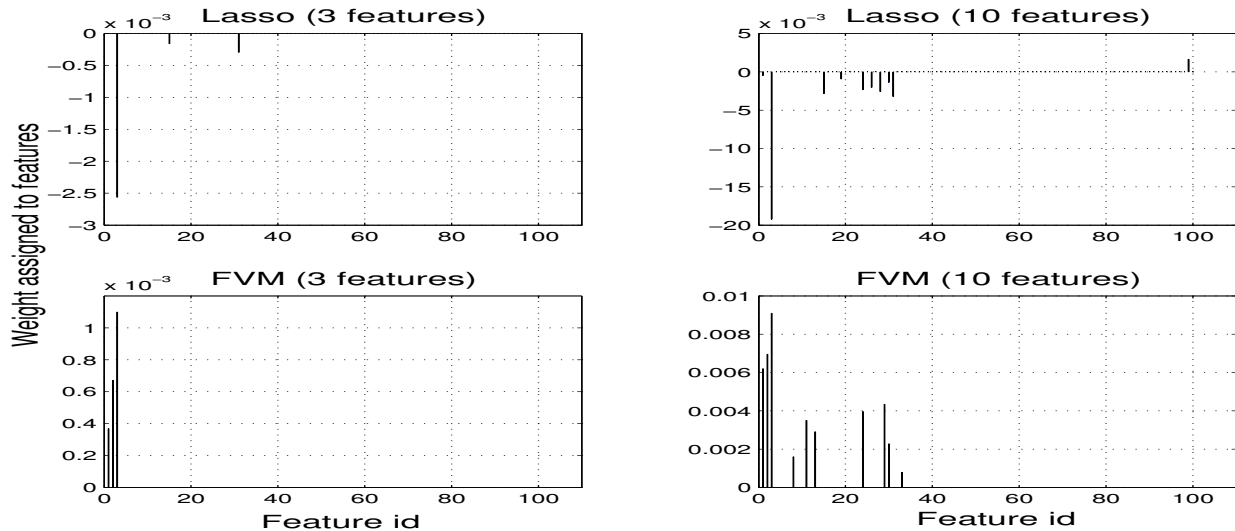 × 10⁻³ Lasso (3 features)
0
−0.5
−1
−1.5
−2
−2.5
−3
0 20 40 60 80 100
× 10⁻³ Lasso (10 features)
5
0
−5
−10
−15
−20
0 20 40 60 80 100
Weight assigned to features
× 10⁻³ FVM (3 features)
1
0.8
0.6
0.4
0.2
0
0 20 40 60 80 100
Feature id
FVM (10 features)
0.01
0.008
0.006
0.004
0.002
0
0 20 40 60 80 100
Feature id